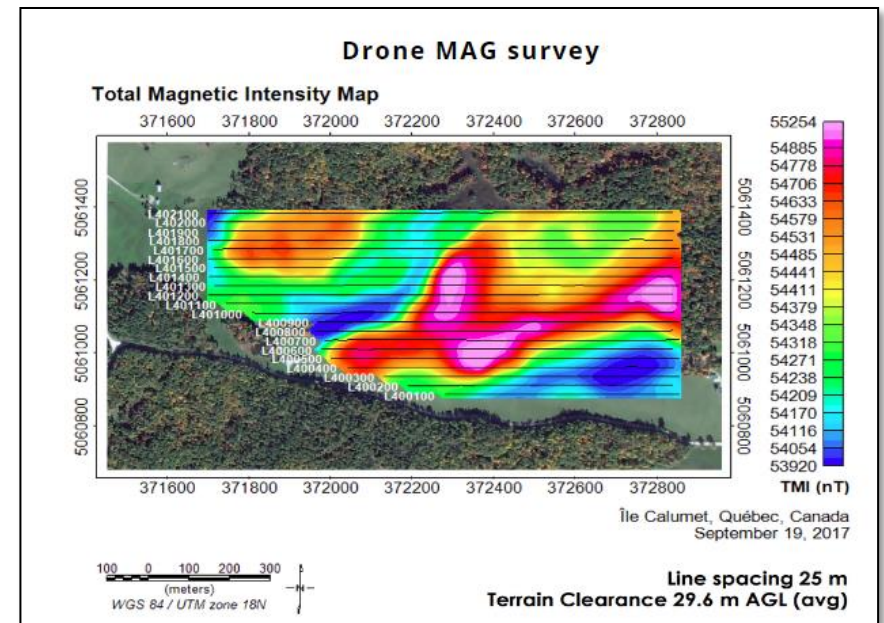 Drone MAG survey
Total Magnetic Intensity Map
371600 371800 372000 372200 372400 372600 372800
5061400
5061200
5061000
5060800
L402100
L402000
L401900
L401800
L401700
L401600
L401500
L401400
L401300
L401200
L401100
L401000
L400900
L400800
L400700
L400600
L400500
L400400
L400300
L400200
L400100
5061400
5061200
5061000
5060800
371600 371800 372000 372200 372400 372600 372800
55254
54885
54778
54706
54633
54579
54531
54485
54441
54411
54379
54348
54318
54271
54238
54209
54170
54116
54054
53920
TMI (nT)
Île Calumet, Québec, Canada
September 19, 2017
100 0 100 200 300
(meters)
WGS 84 / UTM zone 18N
N
Line spacing 25 m
Terrain Clearance 29.6 m AGL (avg)